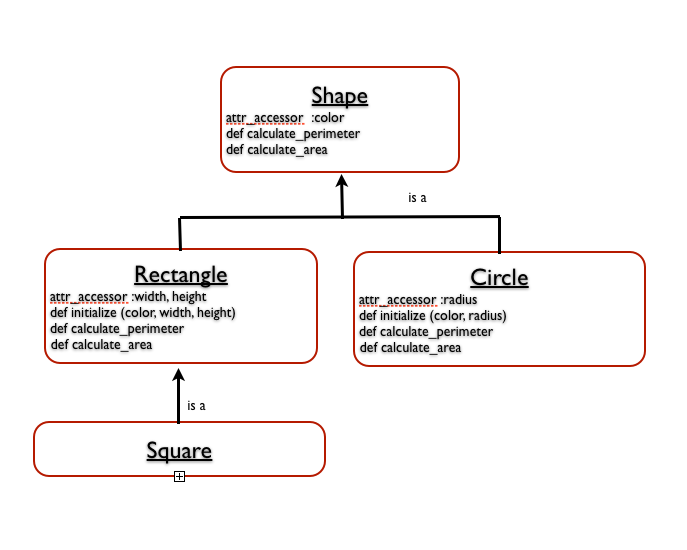 Shape
attr_accessor :color
def calculate_perimeter
def calculate_area
is a
Rectangle
attr_accessor :width, height
def initialize (color, width, height)
def calculate_perimeter
def calculate_area
Circle
attr_accessor :radius
def initialize (color, radius)
def calculate_perimeter
def calculate_area
is a
Square